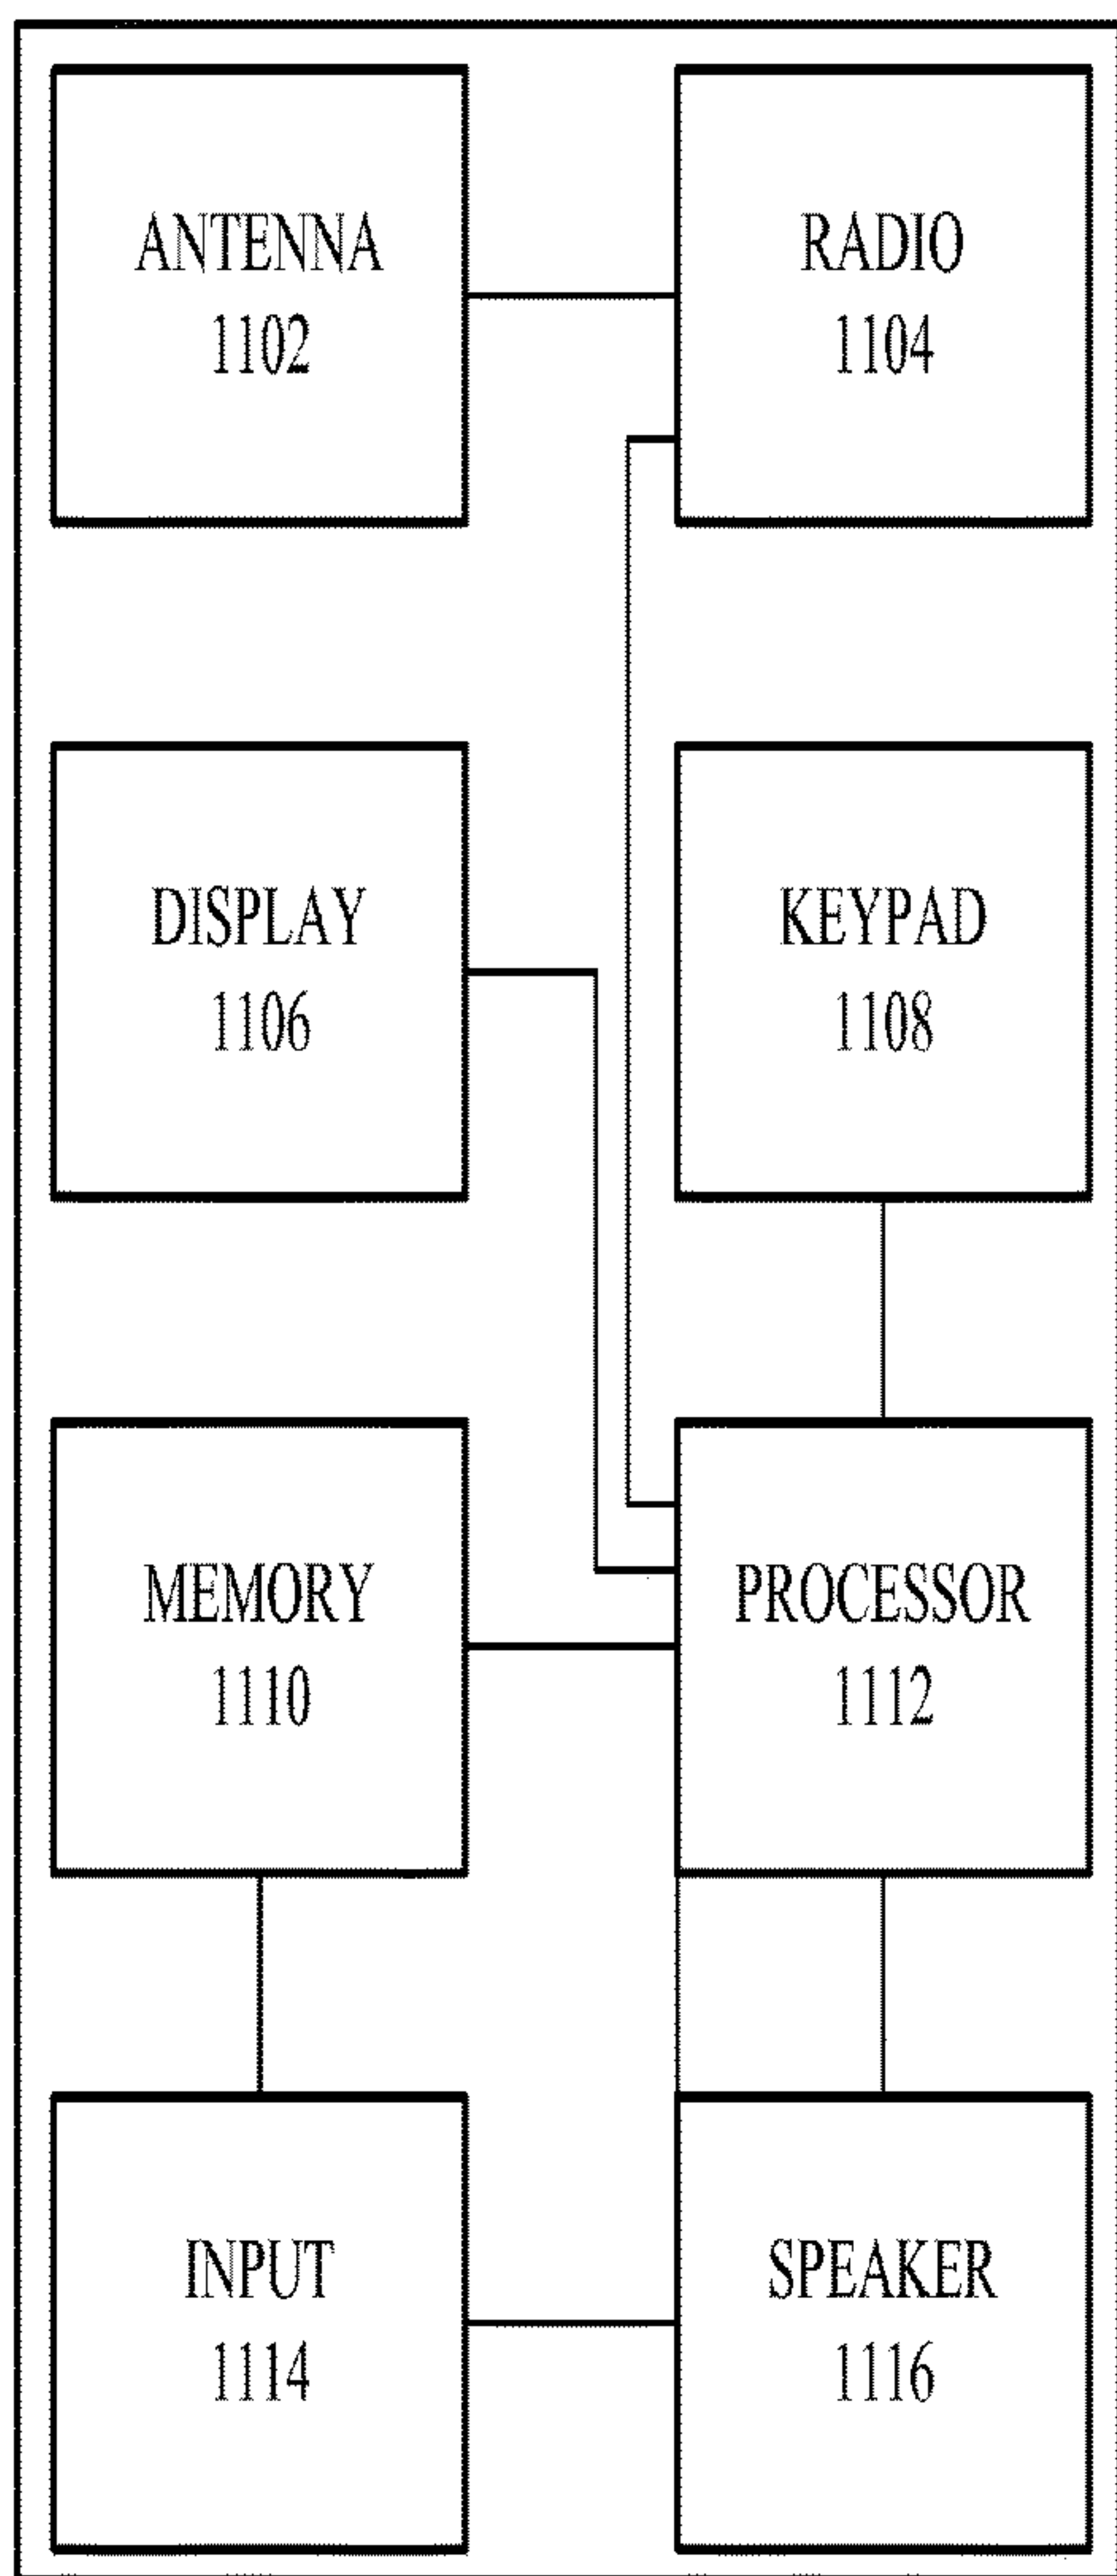 ANTENNA
1102
RADIO
1104
DISPLAY
1106
KEYPAD
1108
MEMORY
1110
PROCESSOR
1112
INPUT
1114
SPEAKER
1116